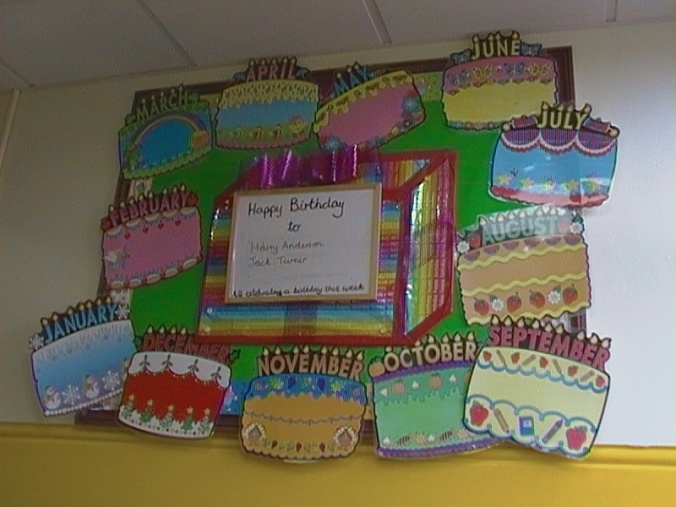 JUNE
APRIL
MAY
MARCH
JULY
FEBRUARY
Happy Birthday
to
Harry Anderson
Jack Turner
celebrating a birthday this week
AUGUST
JANUARY
DECEMBER
NOVEMBER
OCTOBER
SEPTEMBER